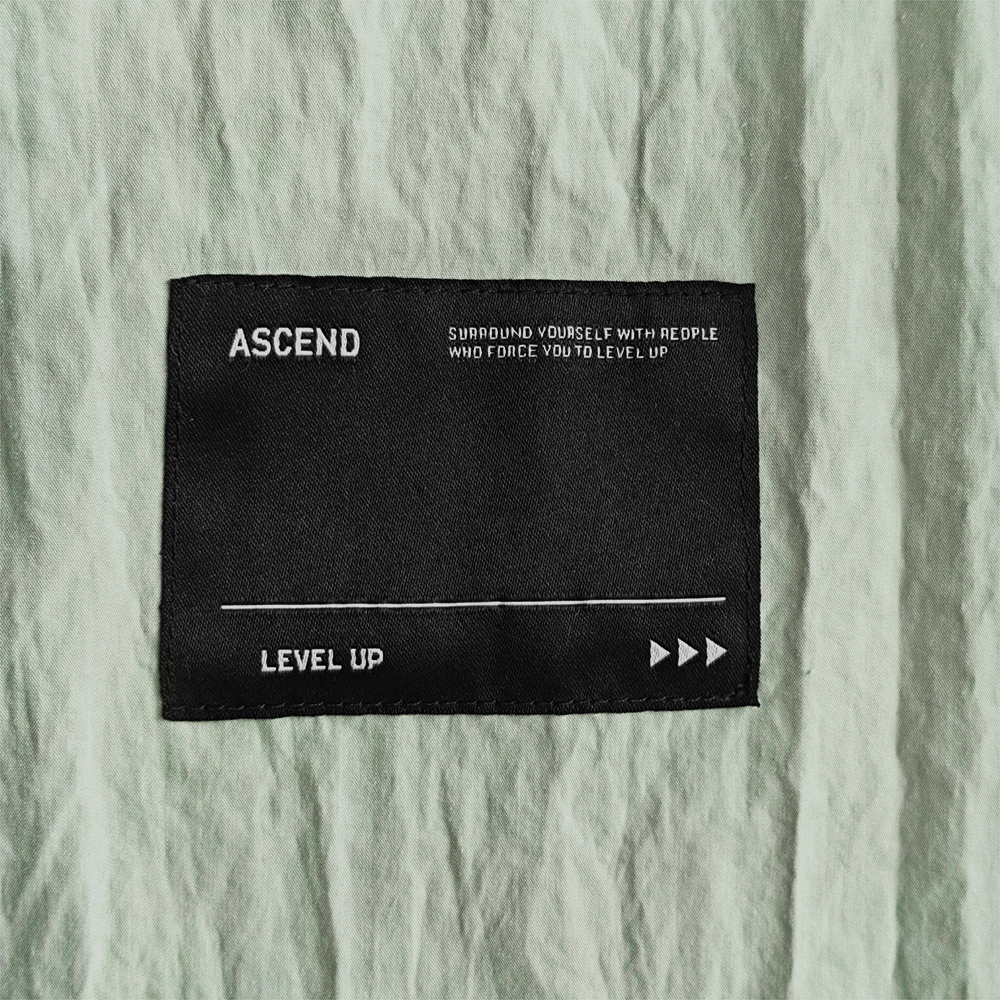 ASCEND
SURROUND YOURSELF WITH PEOPLE
WHO FORCE YOU TO LEVEL UP
LEVEL UP